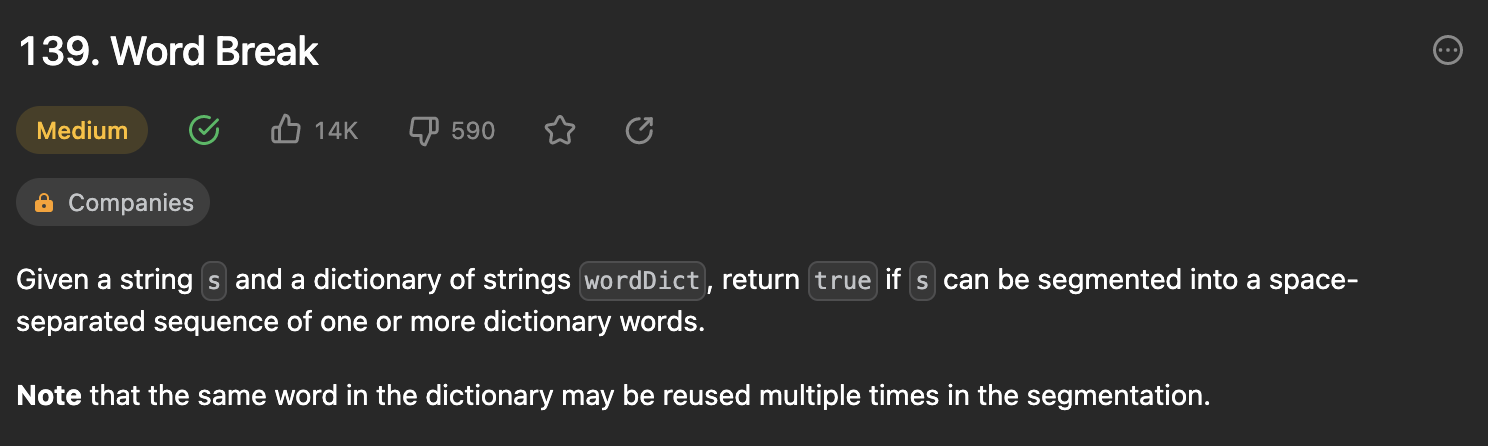 139. Word Break
Medium 14K 590
Companies
Given a string s and a dictionary of strings wordDict, return true if s can be segmented into a space-
separated sequence of one or more dictionary words.
Note that the same word in the dictionary may be reused multiple times in the segmentation.